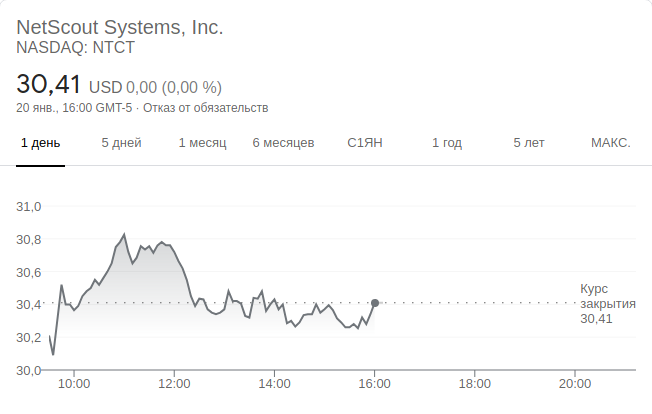 NetScout Systems, Inc.
NASDAQ: NTCT
30,41 USD 0,00 (0,00 %)
20 янв., 16:00 GMT-5 · Отказ от обязательств
1 день 5 дней 1 месяц 6 месяцев С1ЯН 1 год 5 лет МАКС.
31,0
30,8
30,6
30,4
30,2
30,0
Курс
закрытия
30,41
10:00 12:00 14:00 16:00 18:00 20:00